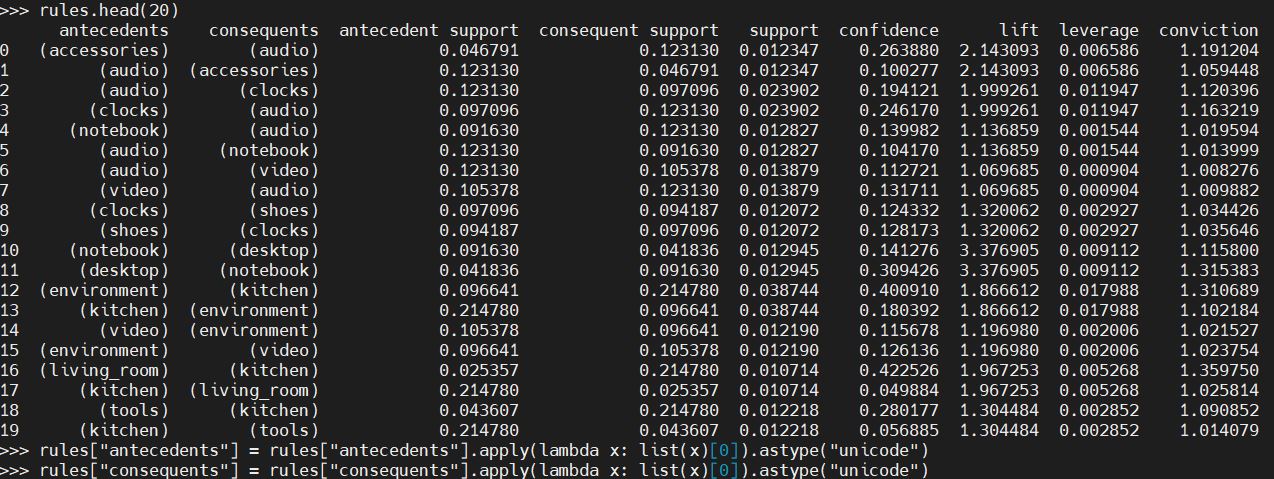 >>> rules.head(20)
antecedents consequents antecedent support consequent support support confidence lift leverage conviction
0 (accessories) (audio) 0.046791 0.123130 0.012347 0.263880 2.143093 0.006586 1.191204
1 (audio) (accessories) 0.123130 0.046791 0.012347 0.100277 2.143093 0.006586 1.059448
2 (audio) (clocks) 0.123130 0.097096 0.023902 0.194121 1.999261 0.011947 1.120396
3 (clocks) (audio) 0.097096 0.123130 0.023902 0.246170 1.999261 0.011947 1.163219
4 (notebook) (audio) 0.091630 0.123130 0.012827 0.139982 1.136859 0.001544 1.019594
5 (audio) (notebook) 0.123130 0.091630 0.012827 0.104170 1.136859 0.001544 1.013999
6 (audio) (video) 0.123130 0.105378 0.013879 0.112721 1.069685 0.000904 1.008276
7 (video) (audio) 0.105378 0.123130 0.013879 0.131711 1.069685 0.000904 1.009882
8 (clocks) (shoes) 0.097096 0.094187 0.012072 0.124332 1.320062 0.002927 1.034426
9 (shoes) (clocks) 0.094187 0.097096 0.012072 0.128173 1.320062 0.002927 1.035646
10 (notebook) (desktop) 0.091630 0.041836 0.012945 0.141276 3.376905 0.009112 1.115800
11 (desktop) (notebook) 0.041836 0.091630 0.012945 0.309426 3.376905 0.009112 1.315383
12 (environment) (kitchen) 0.096641 0.214780 0.038744 0.400910 1.866612 0.017988 1.310689
13 (kitchen) (environment) 0.214780 0.096641 0.038744 0.180392 1.866612 0.017988 1.102184
14 (video) (environment) 0.105378 0.096641 0.012190 0.115678 1.196980 0.002006 1.021527
15 (environment) (video) 0.096641 0.105378 0.012190 0.126136 1.196980 0.002006 1.023754
16 (living_room) (kitchen) 0.025357 0.214780 0.010714 0.422526 1.967253 0.005268 1.359750
17 (kitchen) (living_room) 0.214780 0.025357 0.010714 0.049884 1.967253 0.005268 1.025814
18 (tools) (kitchen) 0.043607 0.214780 0.012218 0.280177 1.304484 0.002852 1.090852
19 (kitchen) (tools) 0.214780 0.043607 0.012218 0.056885 1.304484 0.002852 1.014079
>>> rules["antecedents"] = rules["antecedents"].apply(lambda x: list(x)[0]).astype("unicode")
>>> rules["consequents"] = rules["consequents"].apply(lambda x: list(x)[0]).astype("unicode")